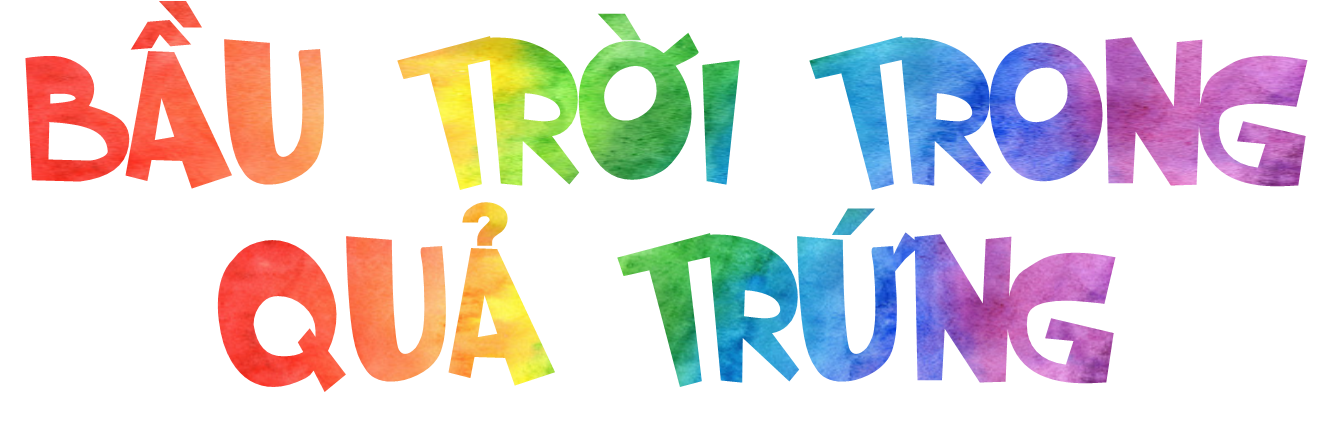 BẦU TRỜI TRONG
QUẢ TRỨNG